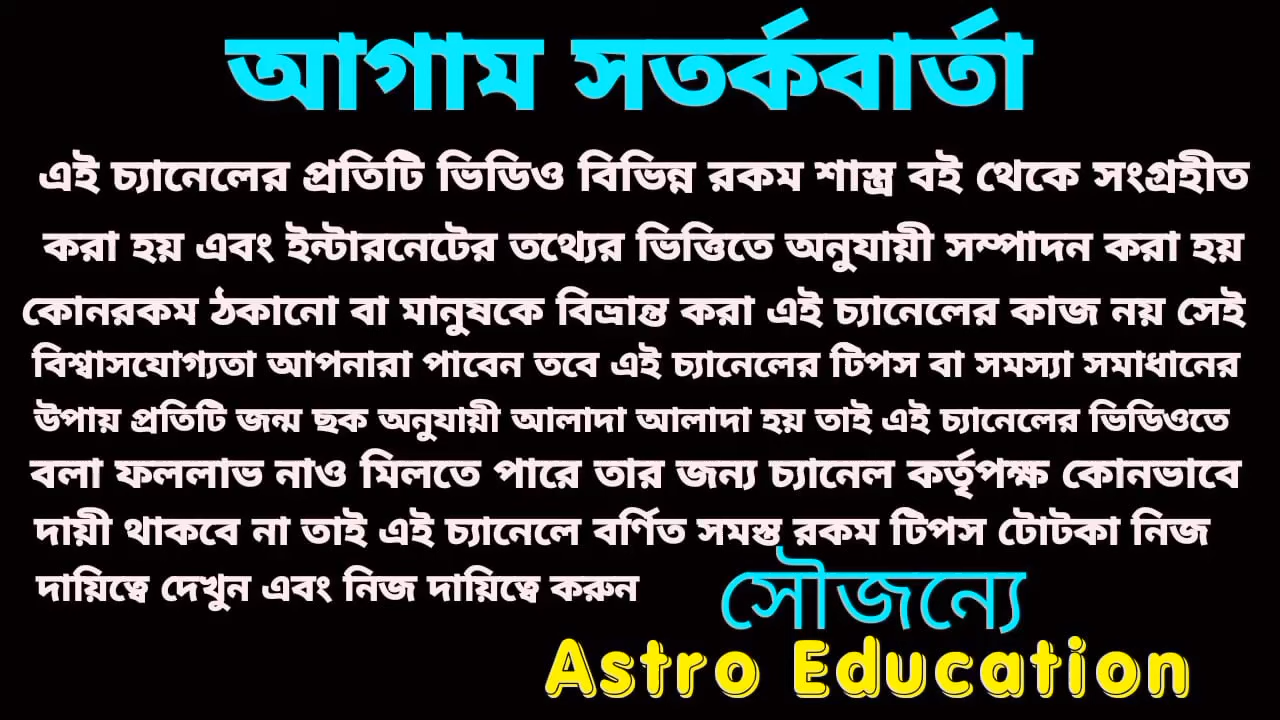 আগাম সতর্কবার্তা
এই চ্যানেলের প্রতিটি ভিডিও বিভিন্ন রকম শাস্ত্র বই থেকে সংগ্রহীত
করা হয় এবং ইন্টারনেটের তথ্যের ভিত্তিতে অনুযায়ী সম্পাদন করা হয়
কোনরকম ঠকানো বা মানুষকে বিভ্রান্ত করা এই চ্যানেলের কাজ নয় সেই
বিশ্বাসযোগ্যতা আপনারা পাবেন তবে এই চ্যানেলের টিপস বা সমস্যা সমাধানের
উপায় প্রতিটি জন্ম ছক অনুযায়ী আলাদা আলাদা হয় তাই এই চ্যানেলের ভিডিওতে
বলা ফললাভ নাও মিলতে পারে তার জন্য চ্যানেল কর্তৃপক্ষ কোনভাবে
দায়ী থাকবে না তাই এই চ্যানেলে বর্ণিত সমস্ত রকম টিপস টোটকা নিজ
দায়িত্বে দেখুন এবং নিজ দায়িত্বে করুন
সৌজন্যে
Astro Education